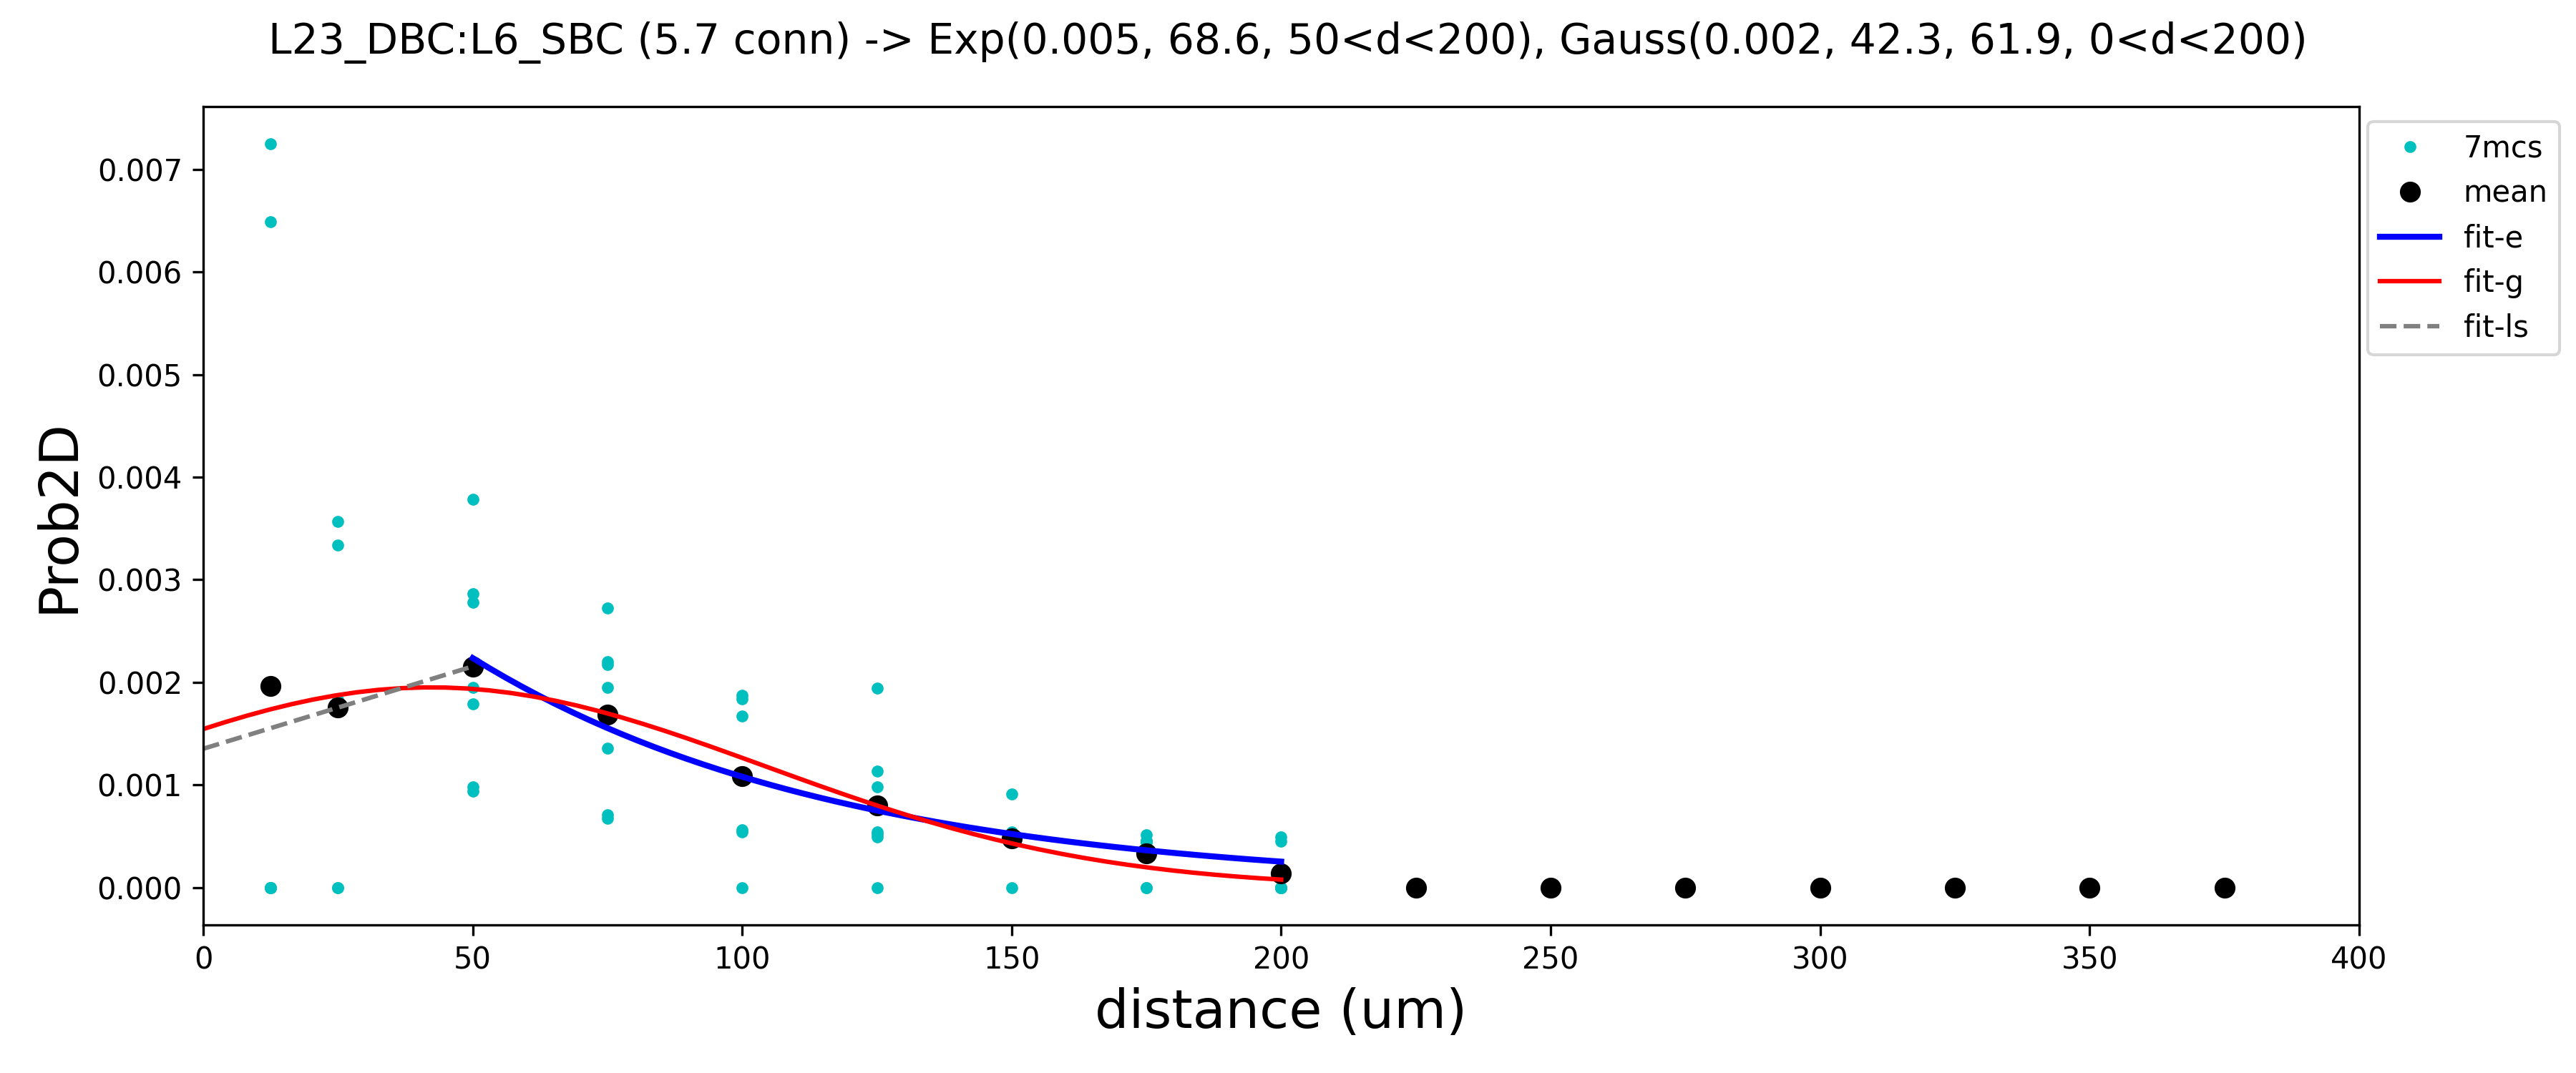 L23_DBC:L6_SBC (5.7 conn) -> Exp(0.005, 68.6, 50<d<200), Gauss(0.002, 42.3, 61.9, 0<d<200)
7mcs
mean
fit-e
fit-g
fit-ls
Prob2D
0.007
0.006
0.005
0.004
0.003
0.002
0.001
0.000
0 50 100 150 200 250 300 350 400
distance (um)